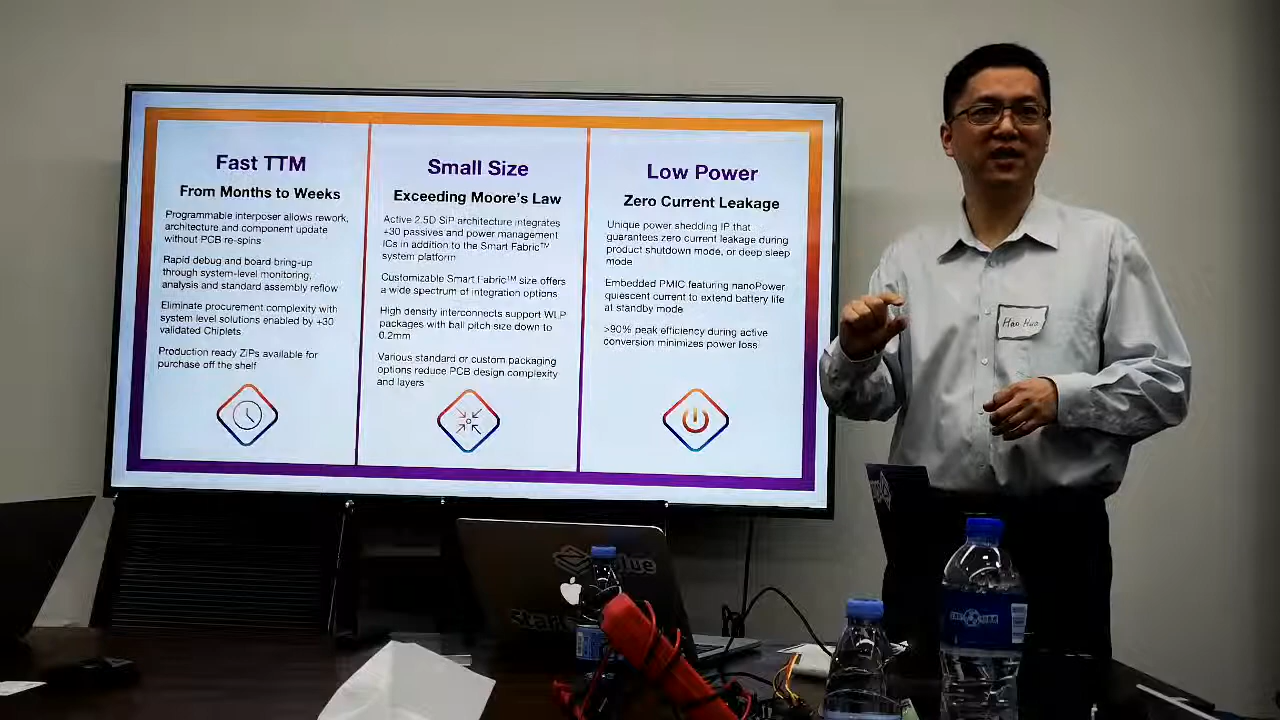 Fast TTM
From Months to Weeks
Programmable interposer allows rework,
architecture and component update
without PCB re-spins
Rapid debug and board bring-up
through system-level monitoring,
analysis and standard assembly reflow
Eliminate procurement complexity with
system level solutions enabled by +30
validated Chiplets
Production ready ZiPs available for
purchase off the shelf
Small Size
Exceeding Moore's Law
Active 2.5D SiP architecture integrates
+30 passives and power management
ICs in addition to the Smart Fabric™
system platform
Customizable Smart Fabric™ size offers
a wide spectrum of integration options
High density interconnects support WLP
packages with ball pitch size down to
0.2mm
Various standard or custom packaging
options reduce PCB design complexity
and layers
Low Power
Zero Current Leakage
Unique power shedding IP that
guarantees zero current leakage during
product shutdown mode, or deep sleep
mode
Embedded PMIC featuring nanoPower
quiescent current to extend battery life
at standby mode
>90% peak efficiency during active
conversion minimizes power loss